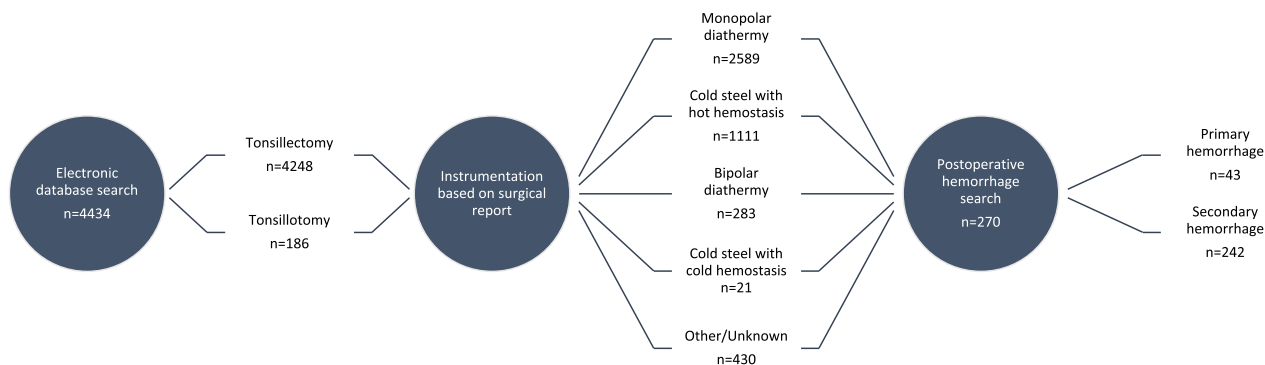 Electronic
database search
n=4434
Tonsillectomy
n=4248
Tonsillotomy
n=186
Instrumentation
based on surgical
report
Monopolar
diathermy
n=2589
Cold steel with
hot hemostasis
n=1111
Bipolar
diathermy
n=283
Cold steel with
cold hemostasis
n=21
Other/Unknown
n=430
Postoperative
hemorrhage
search
n=270
Primary
hemorrhage
n=43
Secondary
hemorrhage
n=242